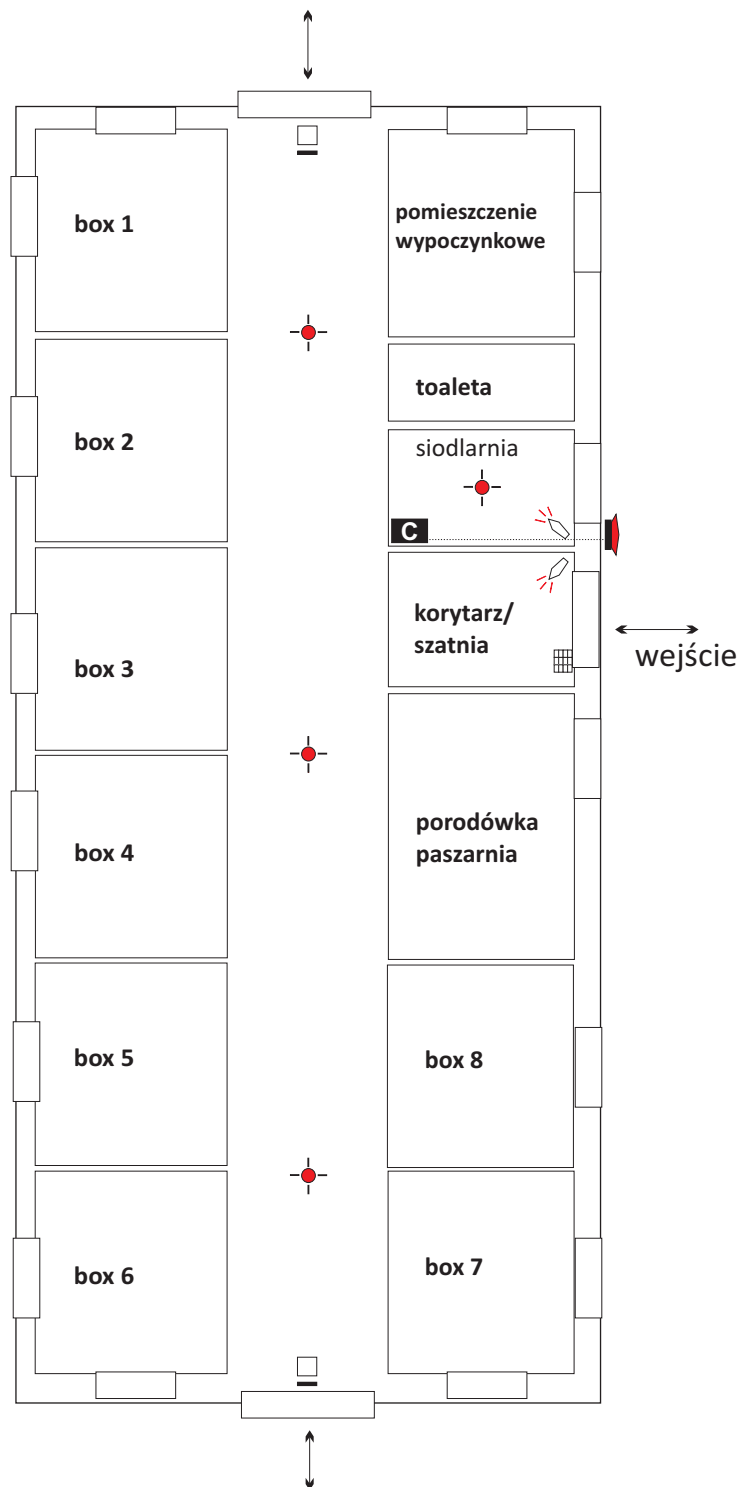 box 1
pomieszczenie
wypoczynkowe
toaleta
box 2
siodlarnia
C
korytarz/
szatnia
wejście
box 3
porodówka
paszarnia
box 4
box 5
box 8
box 6
box 7